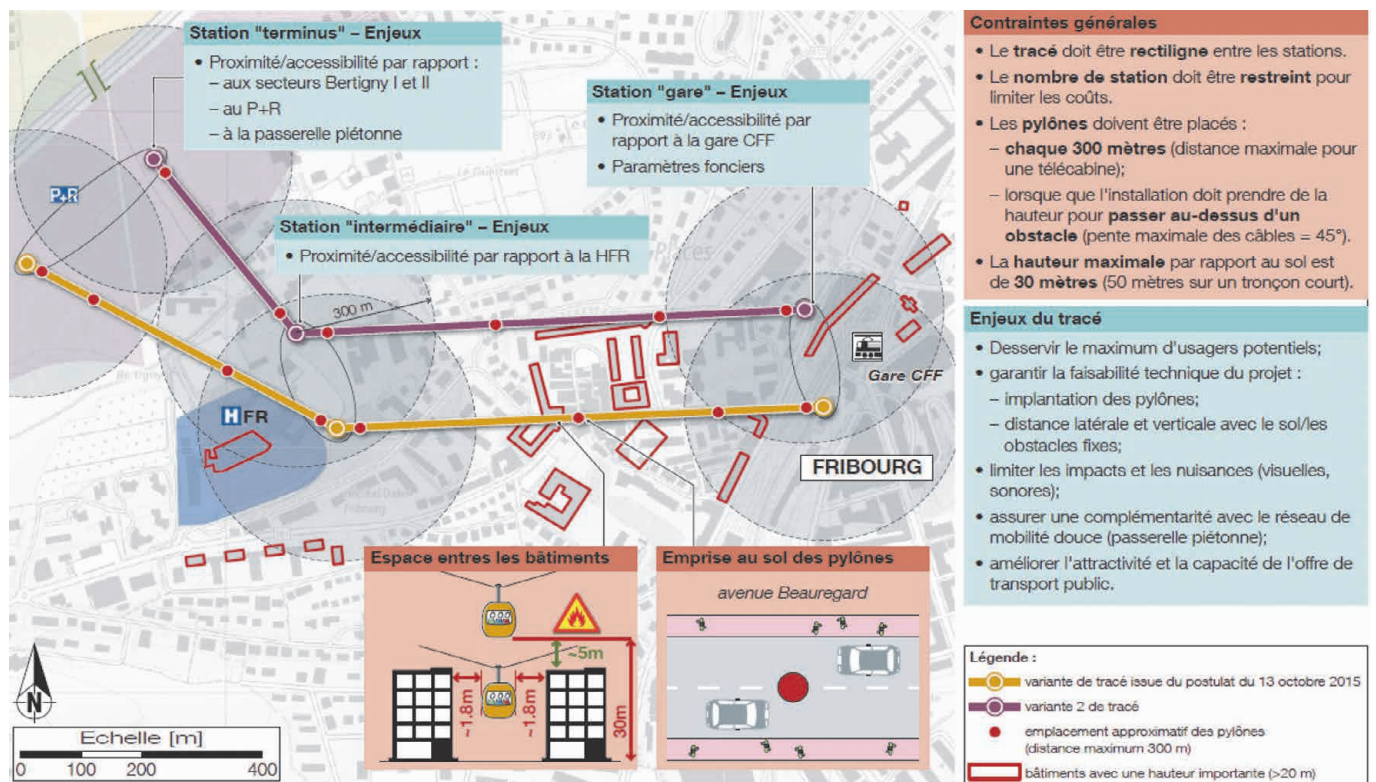 Station "terminus" – Enjeux
• Proximité/accessibilité par rapport :
– aux secteurs Bertigny I et II
– au P+R
– à la passerelle piétonne
Station "gare" – Enjeux
• Proximité/accessibilité par
rapport à la gare CFF
• Paramètres fonciers
Station "intermédiaire" – Enjeux
• Proximité/accessibilité par rapport à la HFR
P+R
300 m
H FR
Gare CFF
FRIBOURG
Espace entres les bâtiments
~5m
~1.8m
~1.8m
30m
Emprise au sol des pylônes
avenue Beauregard
N
Echelle [m]
0 100 200 400
Contraintes générales
• Le tracé doit être rectiligne entre les stations.
• Le nombre de station doit être restreint pour
limiter les coûts.
• Les pylônes doivent être placés :
– chaque 300 mètres (distance maximale pour
une télécabine);
– lorsque que l'installation doit prendre de la
hauteur pour passer au-dessus d'un
obstacle (pente maximale des câbles = 45°).
• La hauteur maximale par rapport au sol est
de 30 mètres (50 mètres sur un tronçon court).
Enjeux du tracé
• Desservir le maximum d'usagers potentiels;
• garantir la faisabilité technique du projet :
– implantation des pylônes;
– distance latérale et verticale avec le sol/les
obstacles fixes;
• limiter les impacts et les nuisances (visuelles,
sonores);
• assurer une complémentarité avec le réseau de
mobilité douce (passerelle piétonne);
• améliorer l'attractivité et la capacité de l'offre de
transport public.
Légende :
variante de tracé issue du postulat du 13 octobre 2015
variante 2 de tracé
emplacement approximatif des pylônes
(distance maximum 300 m)
bâtiments avec une hauteur importante (>20 m)